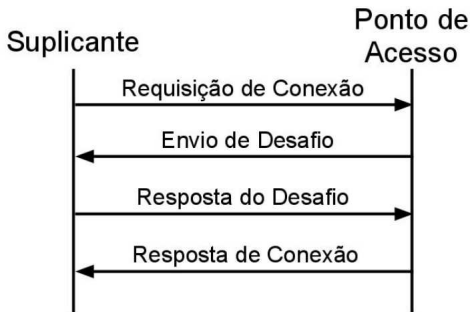 Suplicante
Ponto de
Acesso
Requisição de Conexão
Envio de Desafio
Resposta do Desafio
Resposta de Conexão